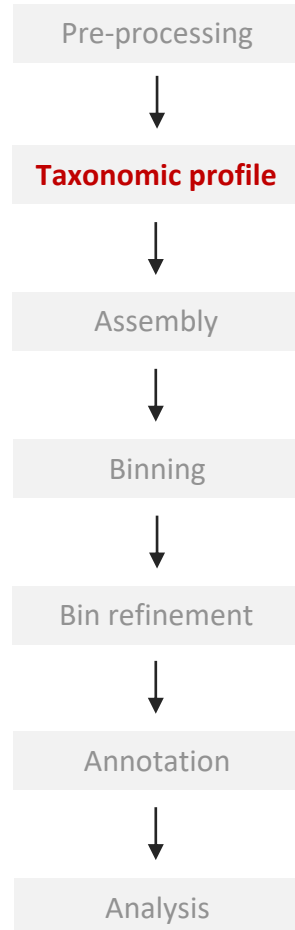 Pre-processing
Taxonomic profile
Assembly
Binning
Bin refinement
Annotation
Analysis